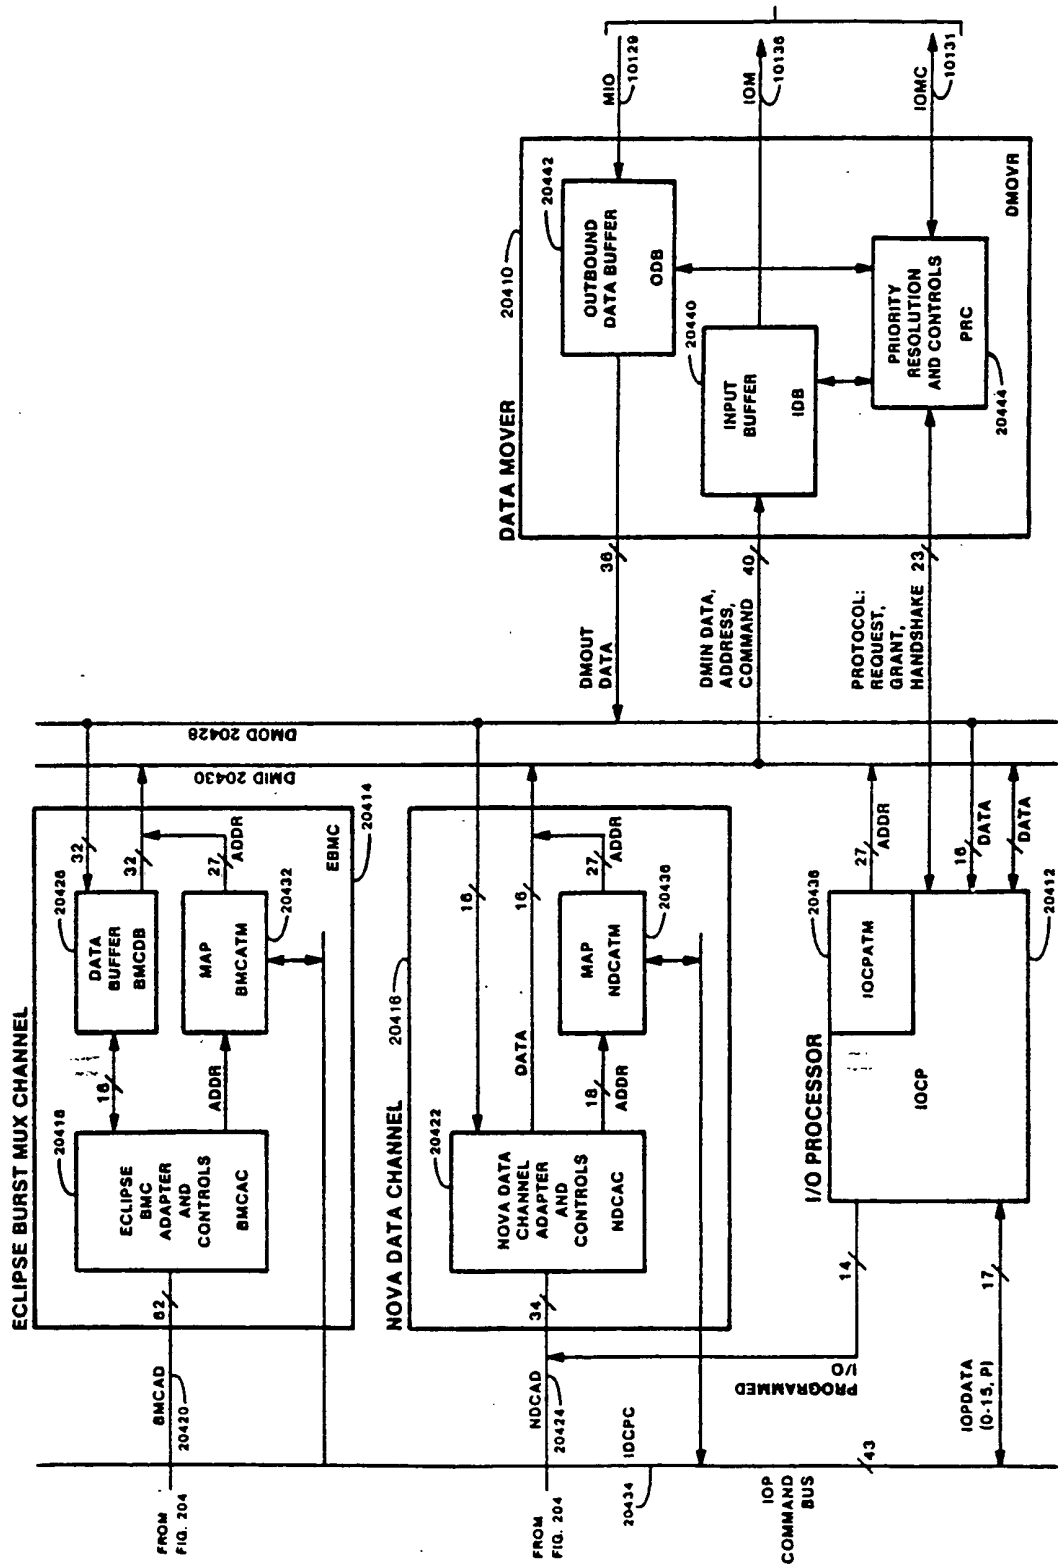 ECLIPSE BURST MUX CHANNEL
FROM
FIG. 204
BMCAD
20420
62
20418
ECLIPSE
BMC
ADAPTER
AND
CONTROLS
BMCAC
16
ADDR
20426
DATA
BUFFER
BMCDB
MAP
BMCATM
20432
32
32
27
ADDR
EBMC
20414
DMID 20430
DMOD 20428
NOVA DATA CHANNEL
20416
FROM
FIG. 204
NDCAD
20424
34
20422
NOVA DATA
CHANNEL
ADAPTER
AND
CONTROLS
NDCAC
16
DATA
16
18
ADDR
MAP
NDCATM
20436
27
ADDR
IOCPC
20434
PROGRAMMED
I/O
IOP
COMMAND
BUS
43
14
IOPDATA
(0-15, P)
17
I/O PROCESSOR
IOCP
IOCPATM
20436
27
ADDR
16
DATA
DATA
20412
DMOUT
DATA
36
DMIN DATA,
ADDRESS,
COMMAND
40
PROTOCOL:
REQUEST,
GRANT,
HANDSHAKE
23
DATA MOVER
20410
OUTBOUND
DATA BUFFER
ODB
20442
INPUT
BUFFER
IDB
20440
PRIORITY
RESOLUTION
AND CONTROLS
PRC
20444
DMOVR
MIO
10129
IOM
10136
IOMC
10131